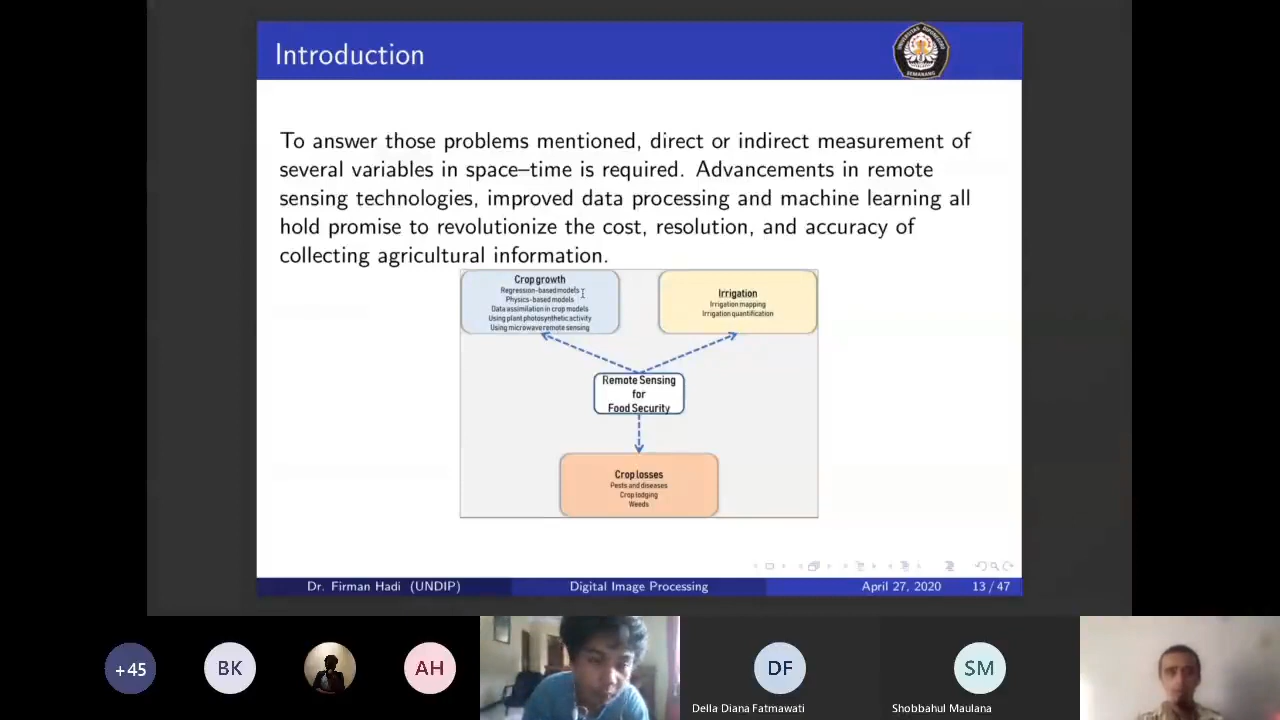 Introduction
UNIVERSITAS DIPONEGORO
SEMARANG
To answer those problems mentioned, direct or indirect measurement of
several variables in space–time is required. Advancements in remote
sensing technologies, improved data processing and machine learning all
hold promise to revolutionize the cost, resolution, and accuracy of
collecting agricultural information.
Crop growth
Regression-based models
Physics-based models
Data assimilation in crop models
Using plant photosynthetic activity
Using microwave remote sensing
Irrigation
Irrigation mapping
Irrigation quantification
Remote Sensing
for
Food Security
Crop losses
Pests and diseases
Crop lodging
Weeds
Dr. Firman Hadi (UNDIP) Digital Image Processing April 27, 2020 13 / 47
+45 BK AH DF SM
Della Diana Fatmawati Shobbahul Maulana